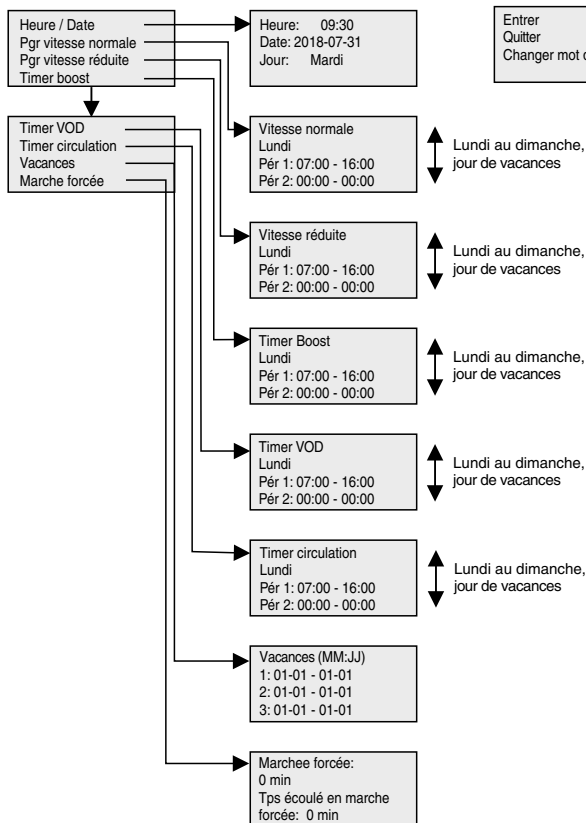 Heure / Date
Pgr vitesse normale
Pgr vitesse réduite
Timer boost
Timer VOD
Timer circulation
Vacances
Marche forcée
Heure: 09:30
Date: 2018-07-31
Jour: Mardi
Entrer
Quitter
Changer mot
Vitesse normale
Lundi
Pér 1: 07:00 - 16:00
Pér 2: 00:00 - 00:00
Lundi au dimanche,
jour de vacances
Vitesse réduite
Lundi
Pér 1: 07:00 - 16:00
Pér 2: 00:00 - 00:00
Lundi au dimanche,
jour de vacances
Timer Boost
Lundi
Pér 1: 07:00 - 16:00
Pér 2: 00:00 - 00:00
Lundi au dimanche,
jour de vacances
Timer VOD
Lundi
Pér 1: 07:00 - 16:00
Pér 2: 00:00 - 00:00
Lundi au dimanche,
jour de vacances
Timer circulation
Lundi
Pér 1: 07:00 - 16:00
Pér 2: 00:00 - 00:00
Lundi au dimanche,
jour de vacances
Vacances (MM:JJ)
1: 01-01 - 01-01
2: 01-01 - 01-01
3: 01-01 - 01-01
Marchee forcée:
0 min
Tps écoulé en marche
forcée: 0 min